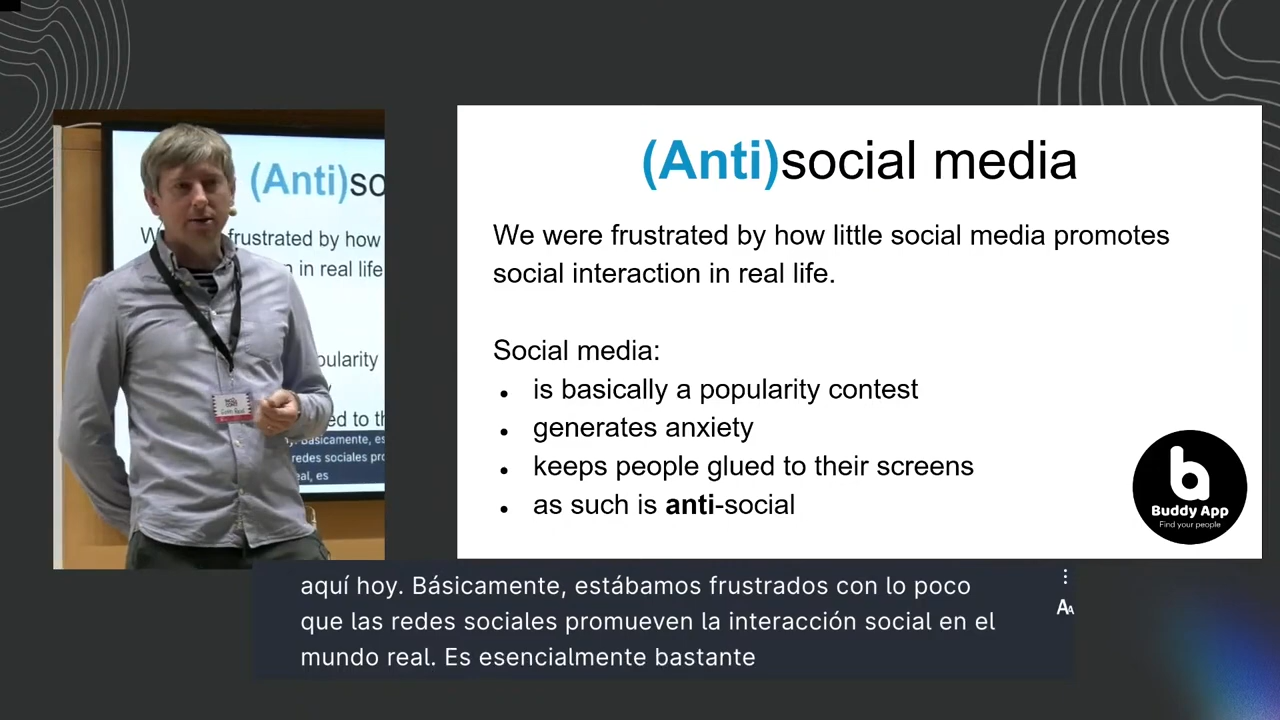 (Anti)so
frustrated by how
in real life
pularity
ed to th
Básicamente, es
redes sociales pro
eal, es
(Anti)social media
We were frustrated by how little social media promotes
social interaction in real life.
Social media:
is basically a popularity contest
generates anxiety
keeps people glued to their screens
as such is anti-social
b
Buddy App
Find your people
aquí hoy. Básicamente, estábamos frustrados con lo poco
que las redes sociales promueven la interacción social en el
mundo real. Es esencialmente bastante
AA